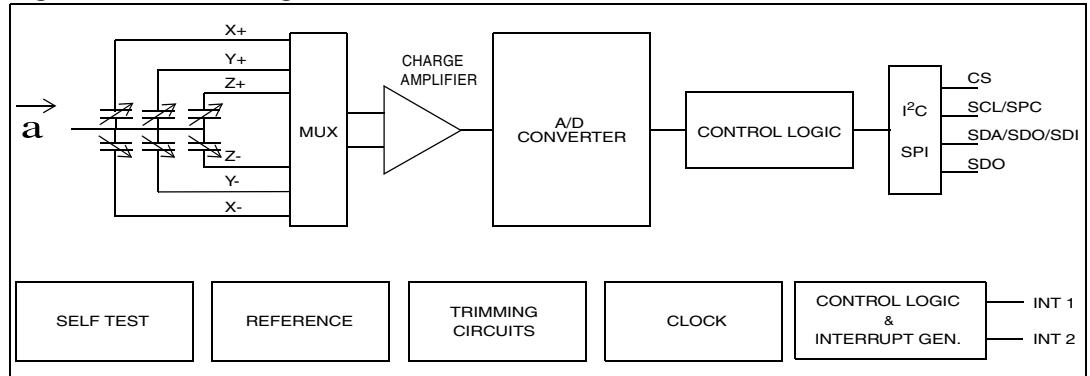 X+
Y+
Z+
a
Z-
Y-
X-
MUX
CHARGE
AMPLIFIER
A/D
CONVERTER
CONTROL LOGIC
I²C
SPI
CS
SCL/SPC
SDA/SDO/SDI
SDO
SELF TEST
REFERENCE
TRIMMING
CIRCUITS
CLOCK
CONTROL LOGIC
&
INTERRUPT GEN.
INT 1
INT 2